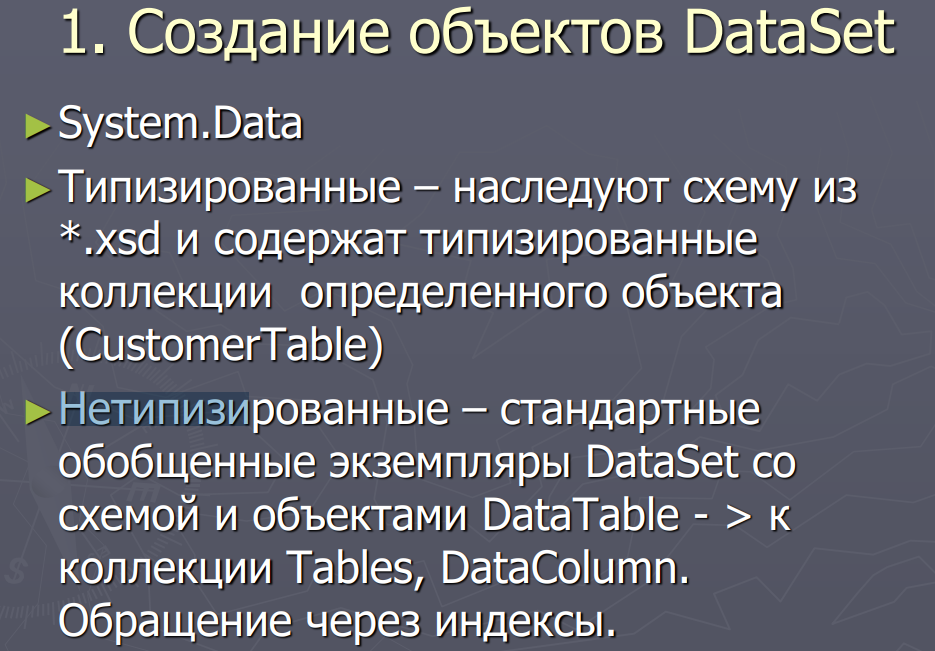 1. Создание объектов DataSet
►System.Data
►Типизированные – наследуют схему из
*.xsd и содержат типизированные
коллекции определенного объекта
(CustomerTable)
►Нетипизированные – стандартные
обобщенные экземпляры DataSet со
схемой и объектами DataTable - > к
коллекции Tables, DataColumn.
Обращение через индексы.